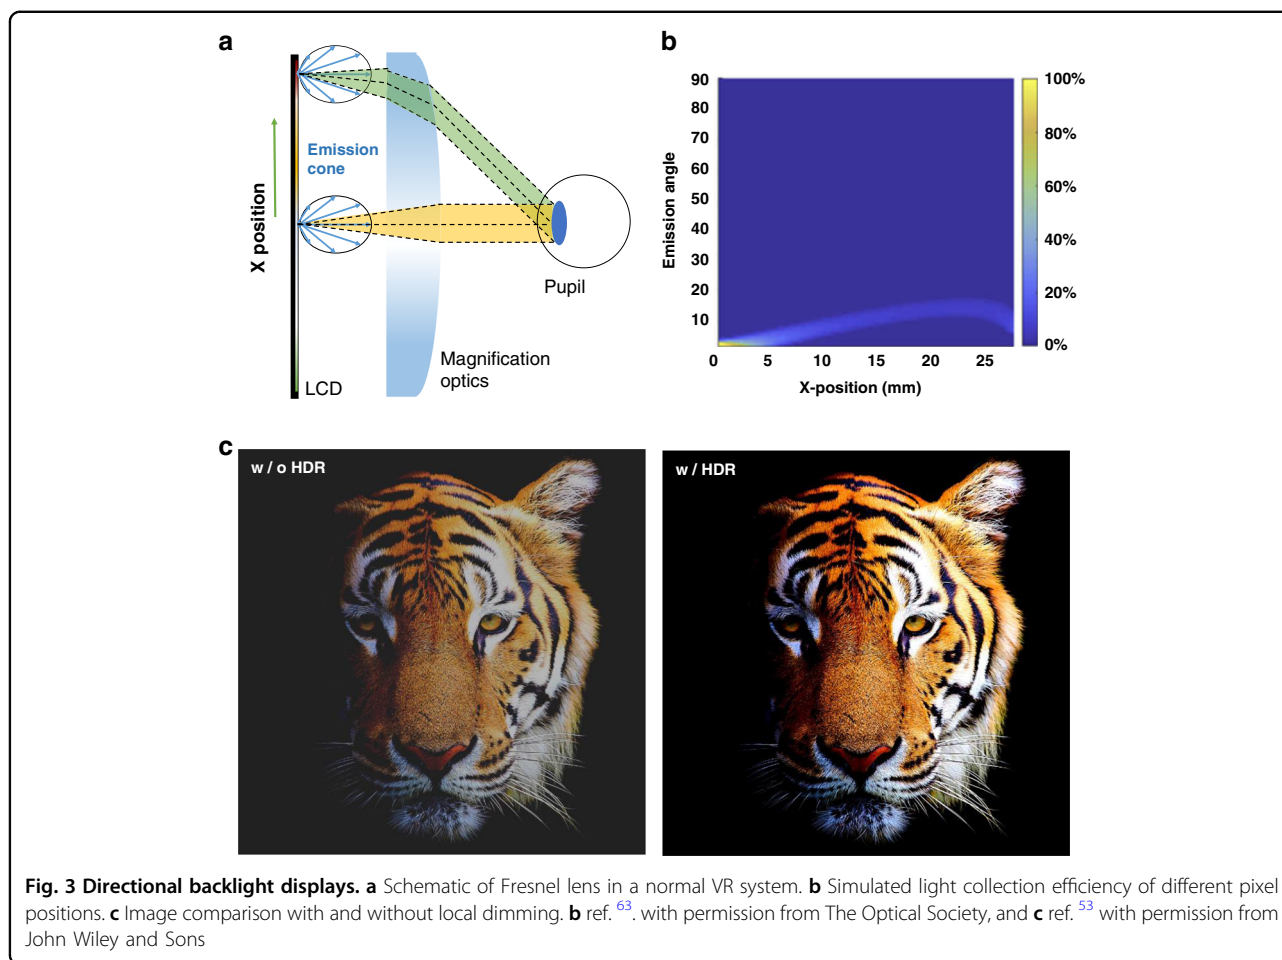 a
Emission
cone
X position
LCD
Magnification
optics
Pupil
b
90
80
70
60
50
40
30
20
10
0
5
10
15
20
25
Emission angle
X-position (mm)
100%
80%
60%
40%
20%
0%
c
w / o HDR
w / HDR
Fig. 3 Directional backlight displays. a Schematic of Fresnel lens in a normal VR system. b Simulated light collection efficiency of different pixel
positions. c Image comparison with and without local dimming. b ref. 63. with permission from The Optical Society, and c ref. 53 with permission from
John Wiley and Sons